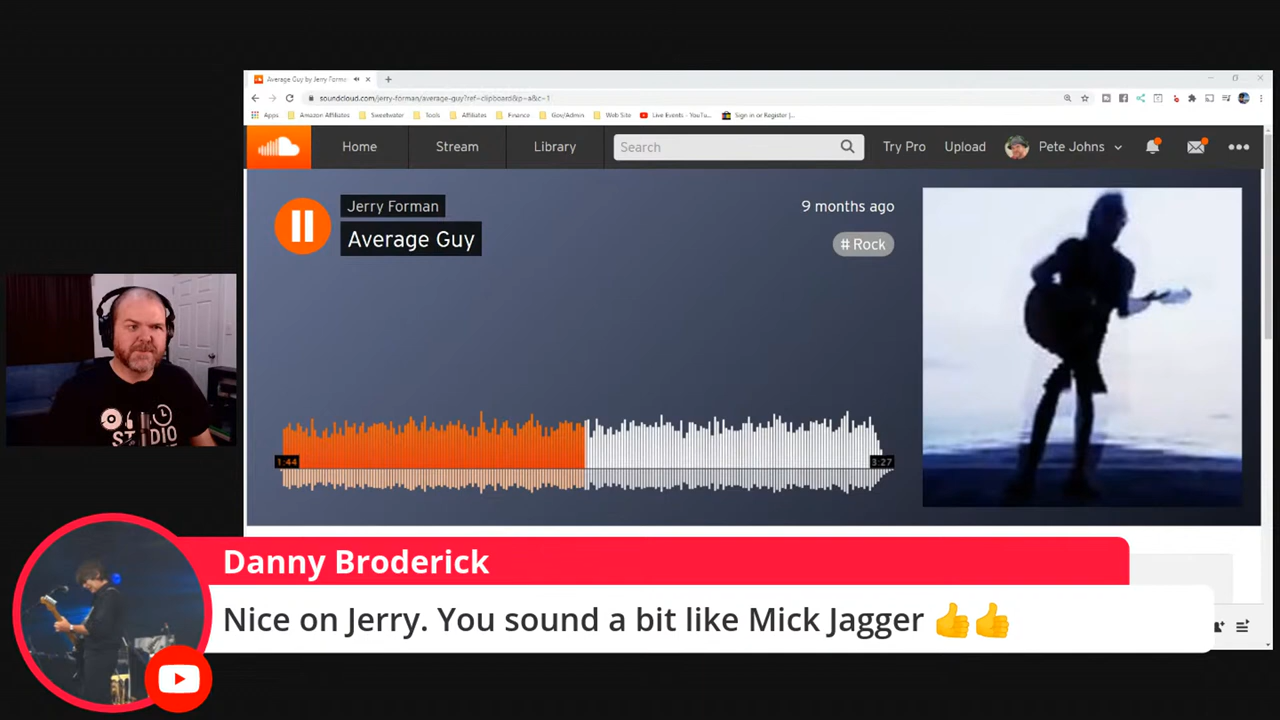 Average Guy by Jerry Forma
soundcloud.com/jerry-forman/average-guy?ref=clipboard&p=a&c=1
Apps Amazon Affiliates Sweetwater Tools Affiliates Finance Gov/Admin Web Site Live Events - YouTu... Sign in or Register |...
Home Stream Library Search Try Pro Upload Pete Johns
Jerry Forman
9 months ago
Average Guy
# Rock
1:44
3:27
Danny Broderick
Nice on Jerry. You sound a bit like Mick Jagger 👍👍